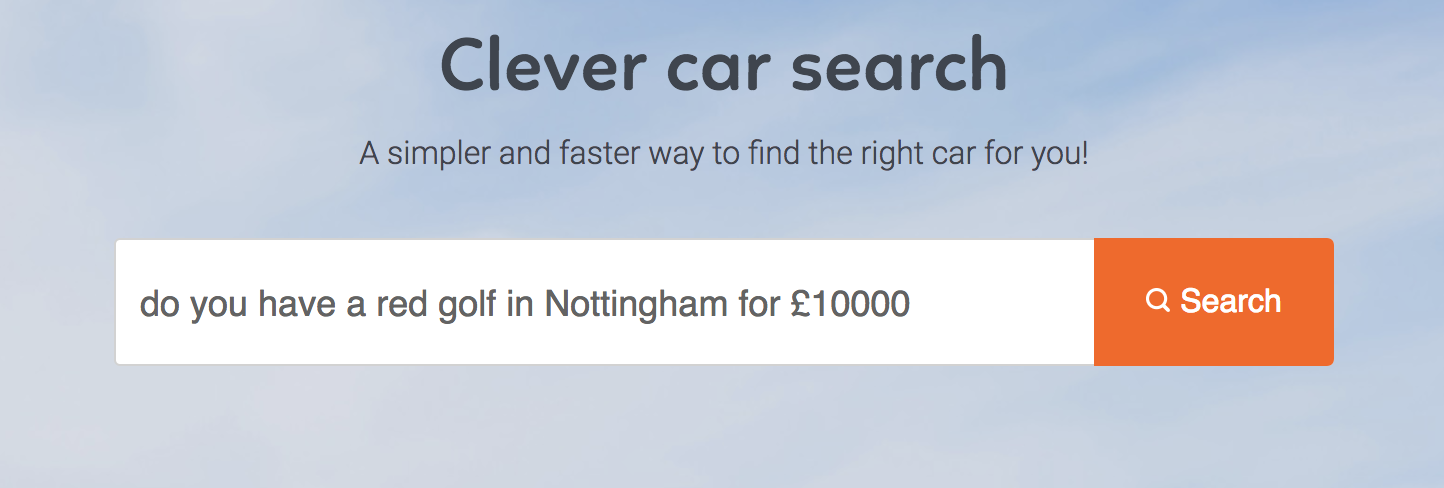 Clever car search
A simpler and faster way to find the right car for you!
do you have a red golf in Nottingham for £10000
Search